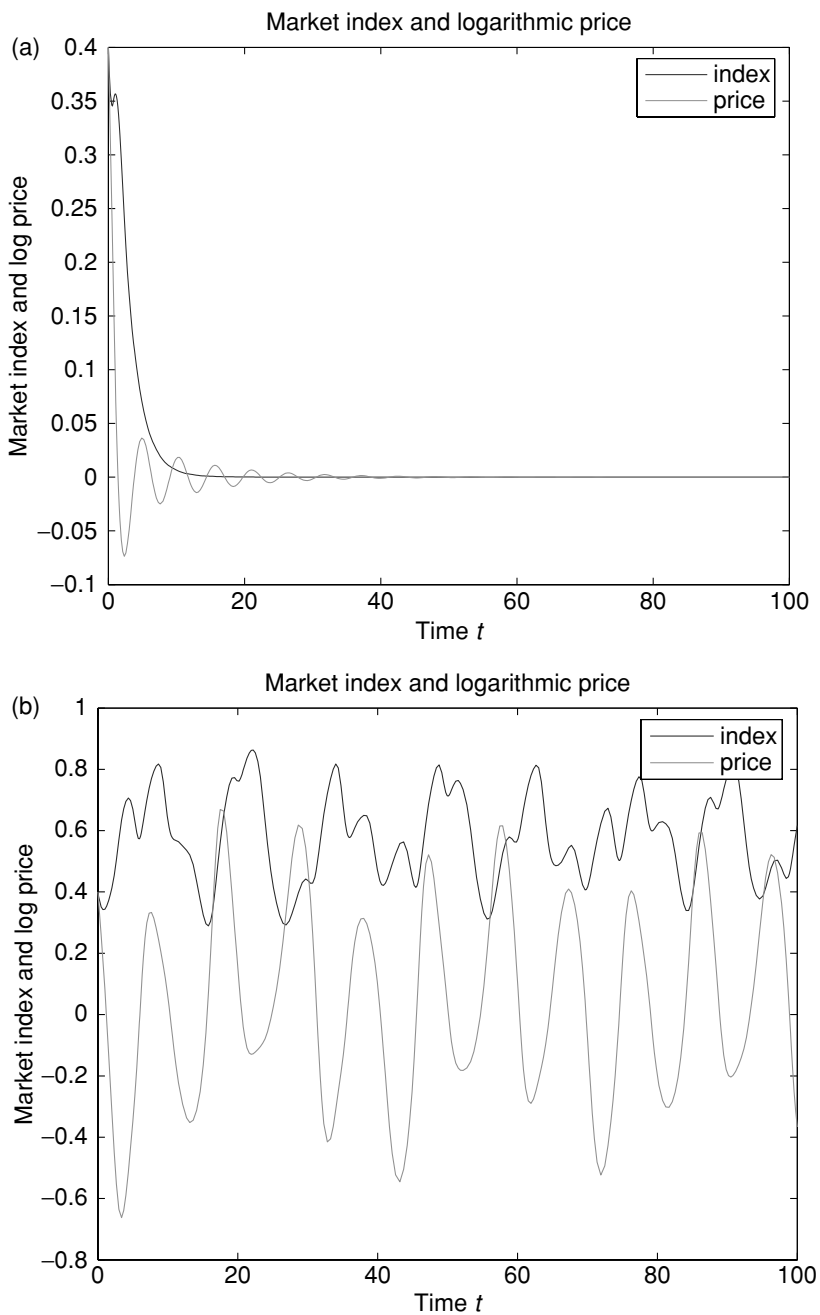 (a)
Market index and logarithmic price
0.4
0.35
0.3
0.25
0.2
0.15
0.1
0.05
0
−0.05
−0.1
Market index and log price
index
price
0 20 40 60 80 100
Time t
(b)
Market index and logarithmic price
1
0.8
0.6
0.4
0.2
0
−0.2
−0.4
−0.6
−0.8
Market index and log price
index
price
0 20 40 60 80 100
Time t